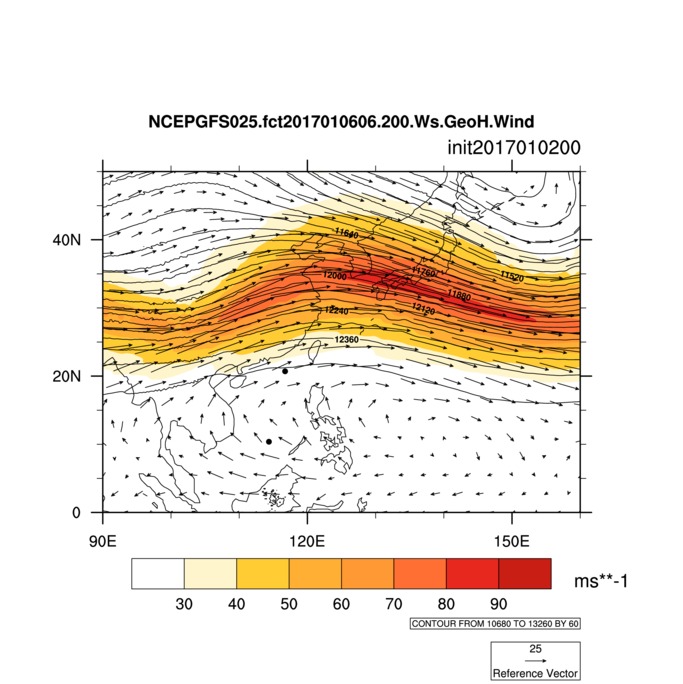 NCEPGFS025.fct2017010606.200.Ws.GeoH.Wind
init2017010200
40N
20N
0
11640
12000
11760
11520
11880
12240
12120
12360
90E 120E 150E
30 40 50 60 70 80 90
ms**-1
CONTOUR FROM 10680 TO 13260 BY 60
25
Reference Vector